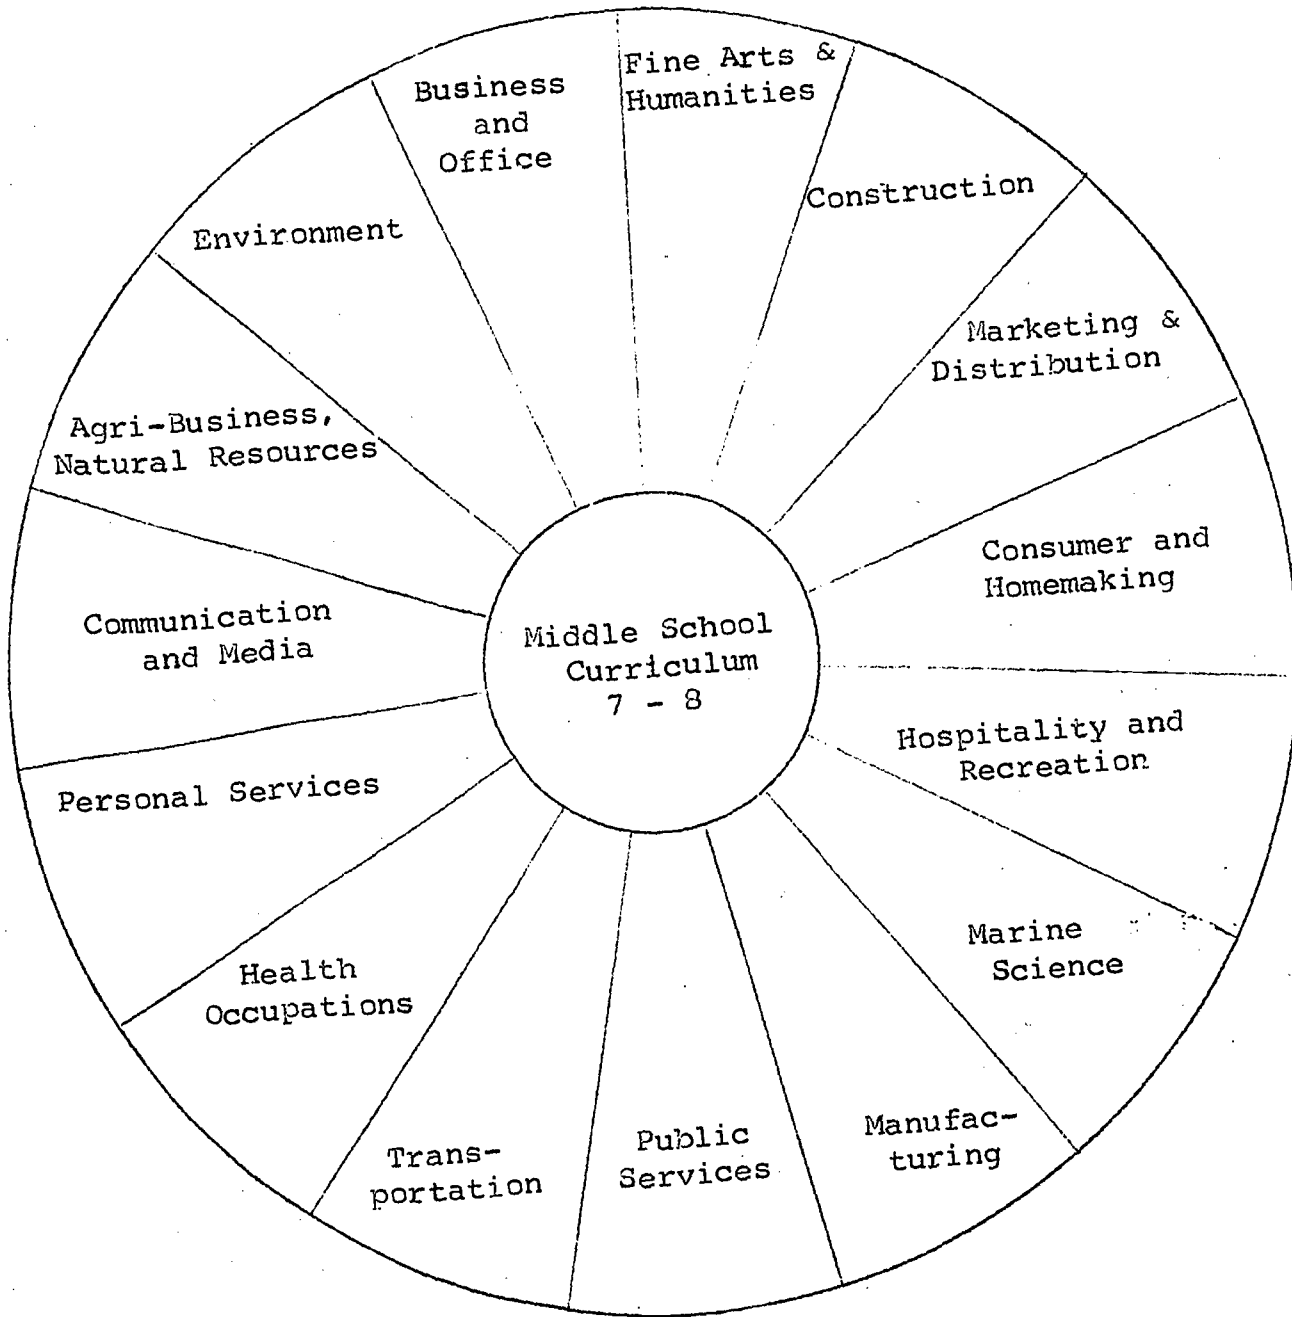 Business
and
Office
Fine Arts &
Humanities
Construction
Marketing &
Distribution
Consumer and
Homemaking
Hospitality and
Recreation
Marine
Science
Manufac-
turing
Public
Services
Trans-
portation
Health
Occupations
Personal Services
Communication
and Media
Agri-Business,
Natural Resources
Environment
Middle School
Curriculum
7 - 8